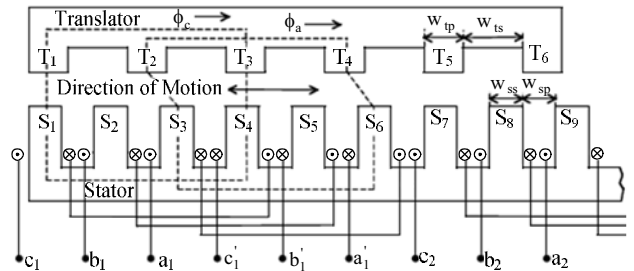 Translator ϕc ϕa wtp wts
T1 T2 T3 T4 T5 T6
Direction of Motion wss wsp
S1 S2 S3 S4 S5 S6 S7 S8 S9
Stator
c1 b1 a1 c1' b1' a1' c2 b2 a2